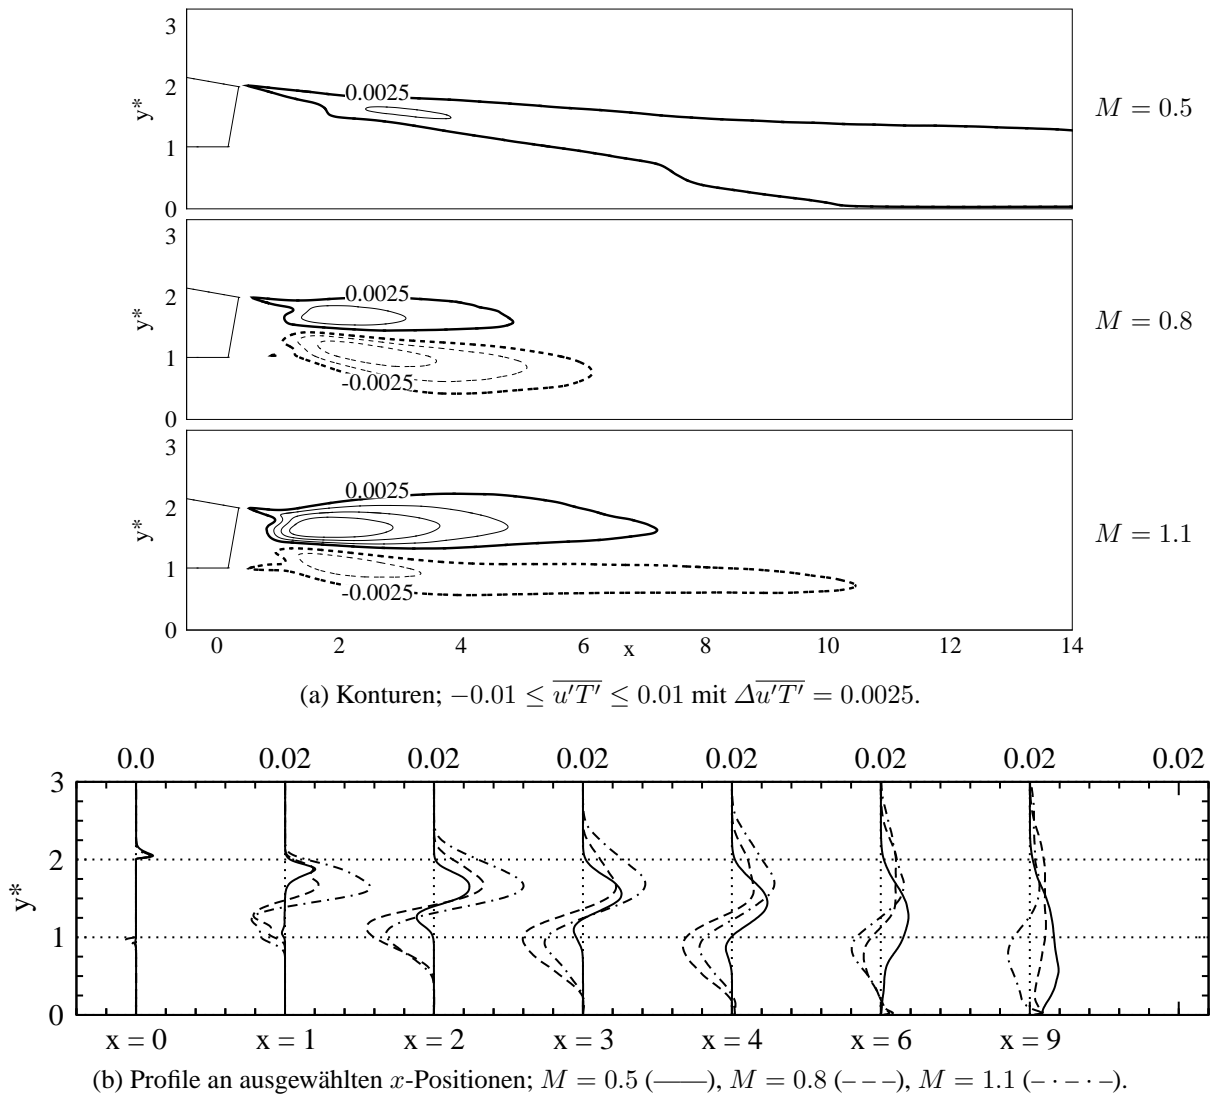 3
2
1
0
y*
0.0025
M = 0.5
3
2
1
0
y*
0.0025
-0.0025
M = 0.8
3
2
1
0
y*
0.0025
-0.0025
M = 1.1
0 2 4 6 x 8 10 12 14
(a) Konturen; −0.01 ≤ u′T′ ≤ 0.01 mit Δu′T′ = 0.0025.
0.0 0.02 0.02 0.02 0.02 0.02 0.02 0.02
3
2
1
0
y*
x = 0 x = 1 x = 2 x = 3 x = 4 x = 6 x = 9
(b) Profile an ausgewählten x-Positionen; M = 0.5 (——), M = 0.8 (– – –), M = 1.1 (– · – · –).